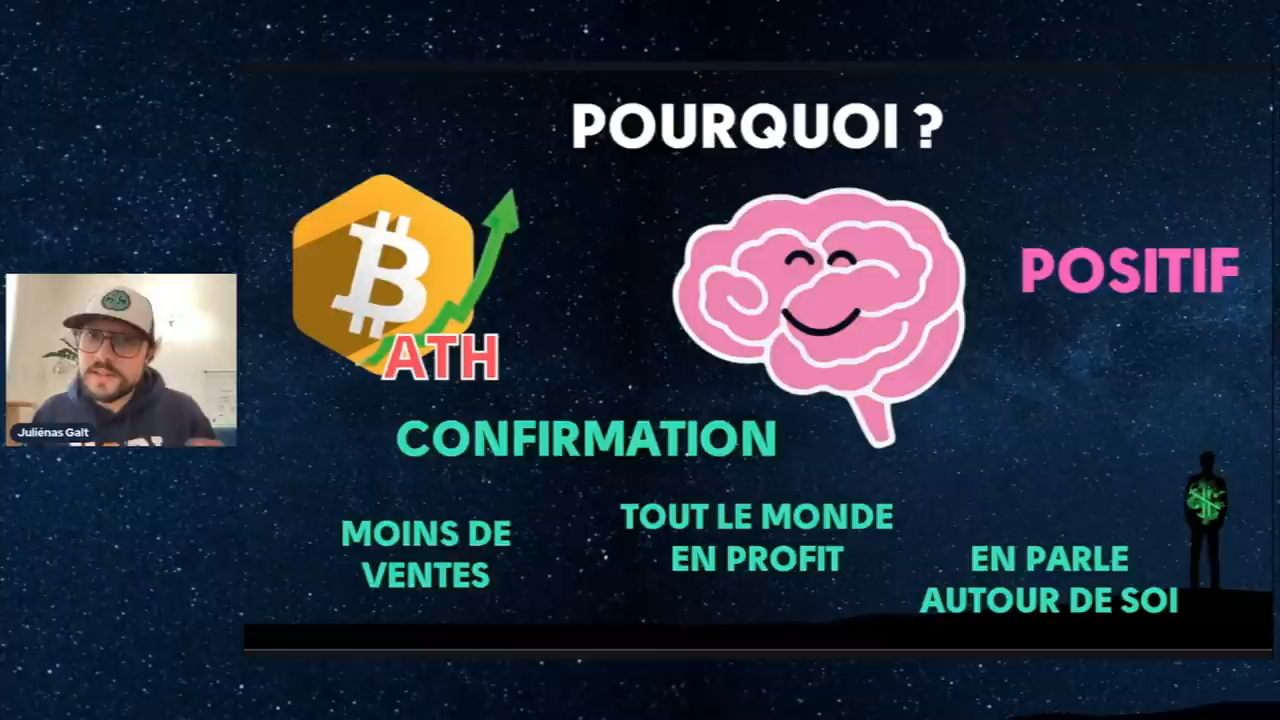 POURQUOI ?
ATH
POSITIF
CONFIRMATION
MOINS DE
VENTES
TOUT LE MONDE
EN PROFIT
EN PARLE
AUTOUR DE SOI
Juliénas Galt